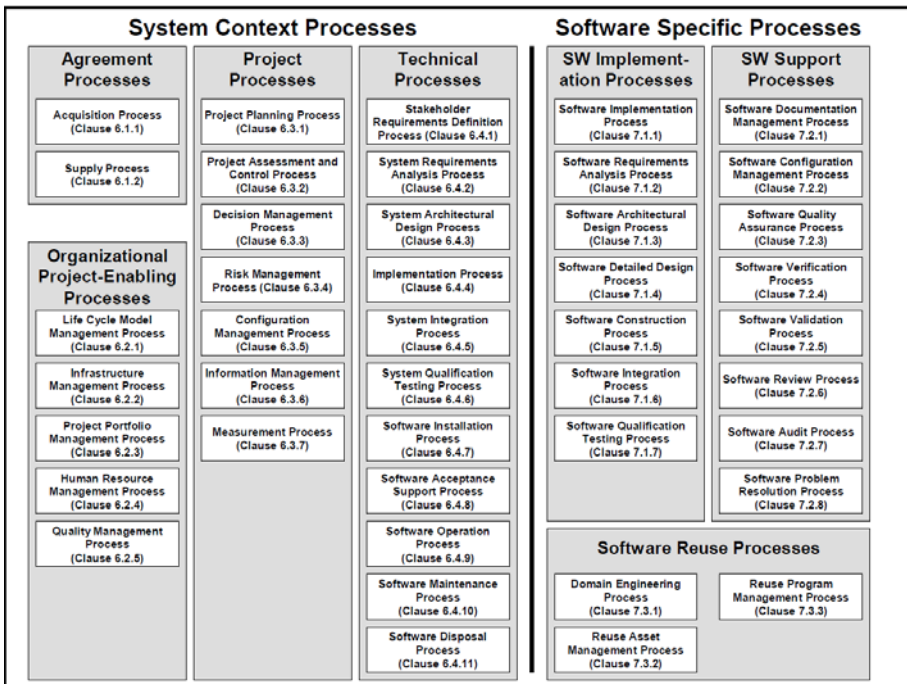 System Context Processes
Agreement
Processes
Acquisition Process
(Clause 6.1.1)
Supply Process
(Clause 6.1.2)
Organizational
Project-Enabling
Processes
Life Cycle Model
Management Process
(Clause 6.2.1)
Infrastructure
Management Process
(Clause 6.2.2)
Project Portfolio
Management Process
(Clause 6.2.3)
Human Resource
Management Process
(Clause 6.2.4)
Quality Management
Process
(Clause 6.2.5)
Project
Processes
Project Planning Process
(Clause 6.3.1)
Project Assessment and
Control Process
(Clause 6.3.2)
Decision Management
Process
(Clause 6.3.3)
Risk Management
Process (Clause 6.3.4)
Configuration
Management Process
(Clause 6.3.5)
Information Management
Process
(Clause 6.3.6)
Measurement Process
(Clause 6.3.7)
Technical
Processes
Stakeholder
Requirements Definition
Process (Clause 6.4.1)
System Requirements
Analysis Process
(Clause 6.4.2)
System Architectural
Design Process
(Clause 6.4.3)
Implementation Process
(Clause 6.4.4)
System Integration
Process
(Clause 6.4.5)
System Qualification
Testing Process
(Clause 6.4.6)
Software Installation
Process
(Clause 6.4.7)
Software Acceptance
Support Process
(Clause 6.4.8)
Software Operation
Process
(Clause 6.4.9)
Software Maintenance
Process
(Clause 6.4.10)
Software Disposal
Process
(Clause 6.4.11)
Software Specific Processes
SW Implement-
ation Processes
Software Implementation
Process
(Clause 7.1.1)
Software Requirements
Analysis Process
(Clause 7.1.2)
Software Architectural
Design Process
(Clause 7.1.3)
Software Detailed Design
Process
(Clause 7.1.4)
Software Construction
Process
(Clause 7.1.5)
Software Integration
Process
(Clause 7.1.6)
Software Qualification
Testing Process
(Clause 7.1.7)
SW Support
Processes
Software Documentation
Management Process
(Clause 7.2.1)
Software Configuration
Management Process
(Clause 7.2.2)
Software Quality
Assurance Process
(Clause 7.2.3)
Software Verification
Process
(Clause 7.2.4)
Software Validation
Process
(Clause 7.2.5)
Software Review Process
(Clause 7.2.6)
Software Audit Process
(Clause 7.2.7)
Software Problem
Resolution Process
(Clause 7.2.8)
Software Reuse Processes
Domain Engineering
Process
(Clause 7.3.1)
Reuse Asset
Management Process
(Clause 7.3.2)
Reuse Program
Management Process
(Clause 7.3.3)